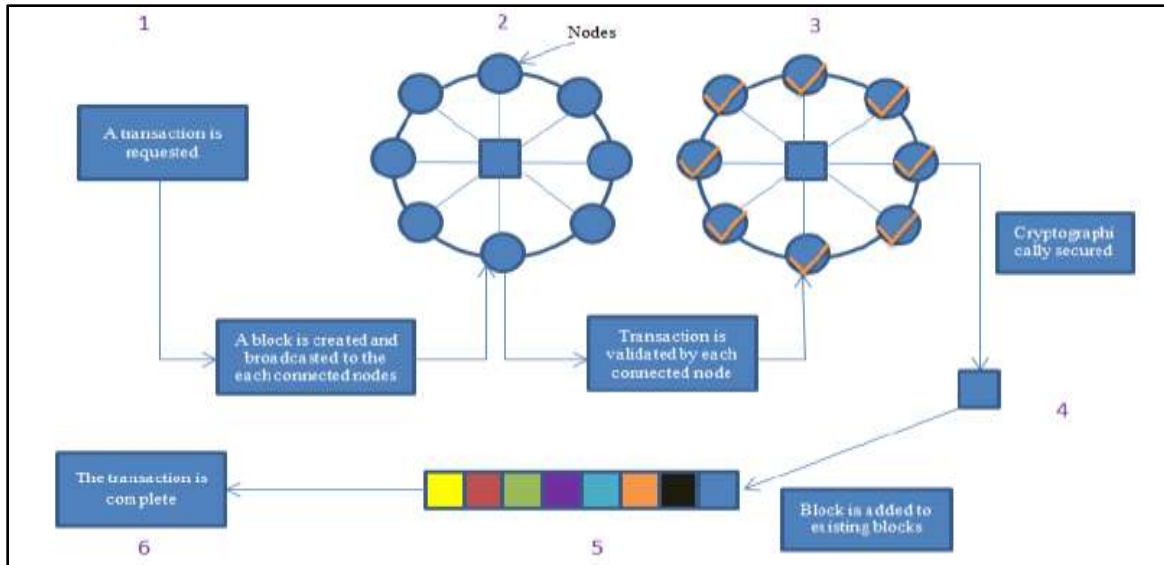 1
2
3
Nodes
A transaction is
requested
Cryptographi
cally secured
A block is created and
broadcasted to the
each connected nodes
Transaction is
validated by each
connected node
4
The transaction is
complete
Block is added to
existing blocks
6
5